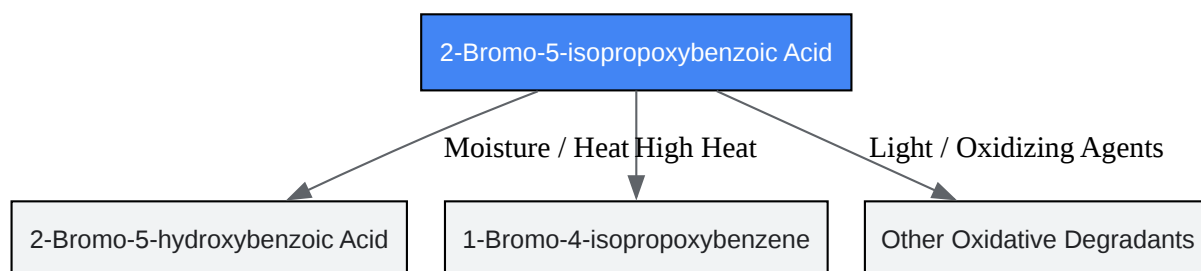 2-Bromo-5-isopropoxybenzoic Acid
Moisture / Heat
High Heat
Light / Oxidizing Agents
2-Bromo-5-hydroxybenzoic Acid
1-Bromo-4-isopropoxybenzene
Other Oxidative Degradants